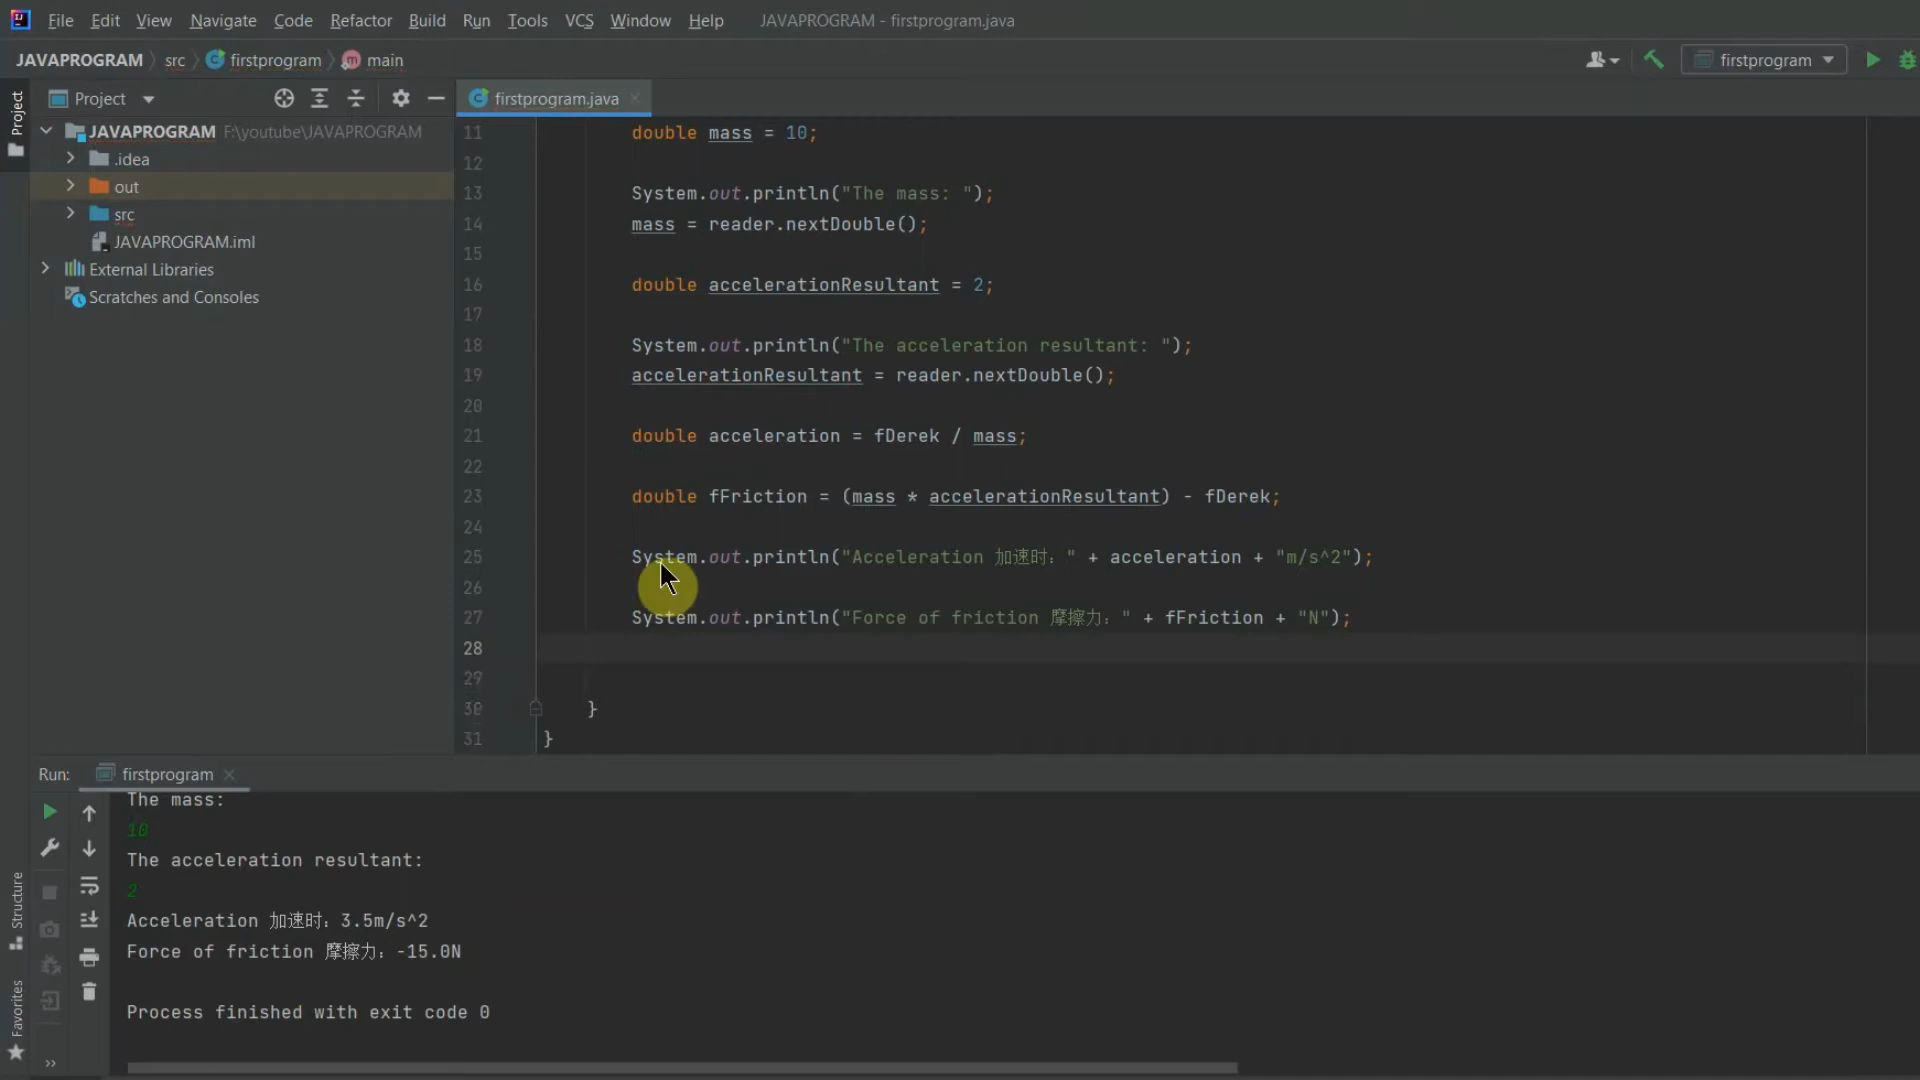 File Edit View Navigate Code Refactor Build Run Tools VCS Window Help JAVAPROGRAM - firstprogram.java
JAVAPROGRAM src firstprogram main
firstprogram
Project
Project
firstprogram.java
JAVAPROGRAM F:\youtube\JAVAPROGRAM
.idea
out
src
JAVAPROGRAM.iml
External Libraries
Scratches and Consoles
11 double mass = 10;
12
13 System.out.println("The mass: ");
14 mass = reader.nextDouble();
15
16 double accelerationResultant = 2;
17
18 System.out.println("The acceleration resultant: ");
19 accelerationResultant = reader.nextDouble();
20
21 double acceleration = fDerek / mass;
22
23 double fFriction = (mass * accelerationResultant) - fDerek;
24
25 System.out.println("Acceleration 加速时：" + acceleration + "m/s^2");
26
27 System.out.println("Force of friction 摩擦力：" + fFriction + "N");
28
29
30 }
31 }
Run: firstprogram
The mass:
10
The acceleration resultant:
2
Acceleration 加速时：3.5m/s^2
Force of friction 摩擦力：-15.0N
Process finished with exit code 0
Structure
Favorites